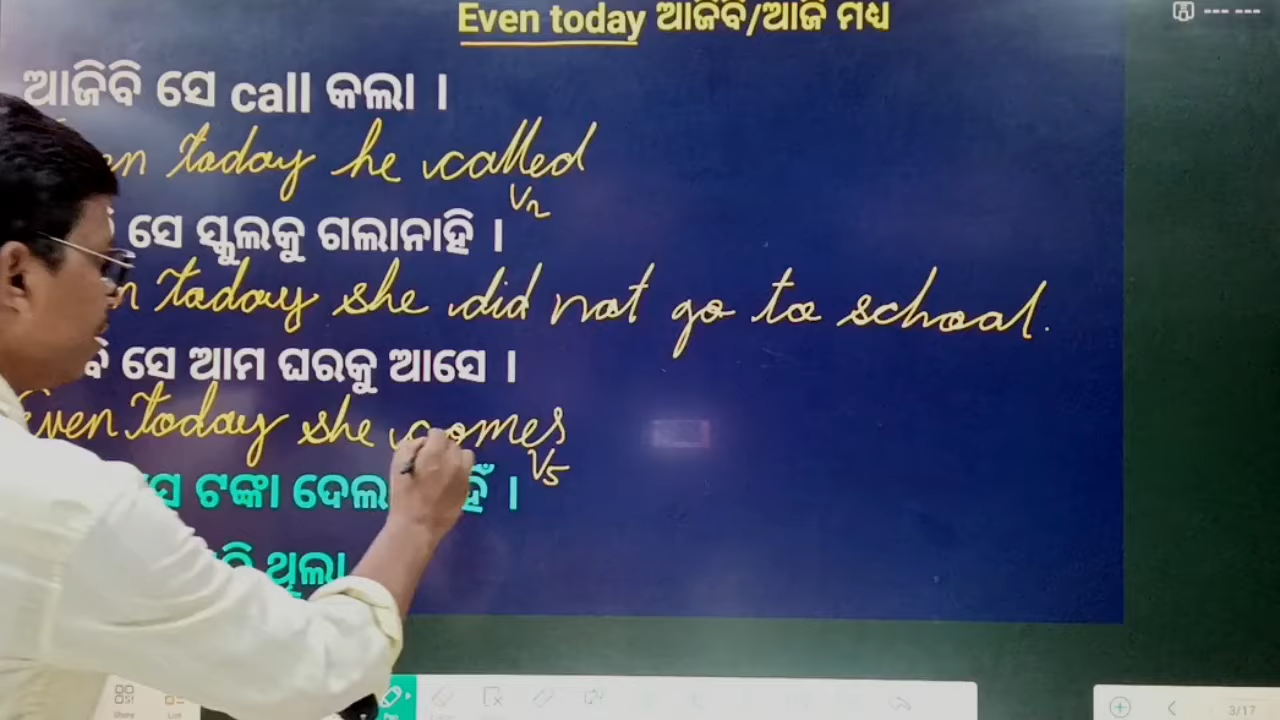 Even today ଆଜିବି/ଆଜି ମଧ୍ୟ
ଆଜିବି ସେ call କଲା ।
today he called
V2
ସେ ସ୍କୁଲକୁ ଗଲାନାହି ।
today she did not go to school.
ସେ ଆମ ଘରକୁ ଆସେ ।
Even today she comes
V5
ସେ ଟଙ୍କା
ଥିଲା
3/17